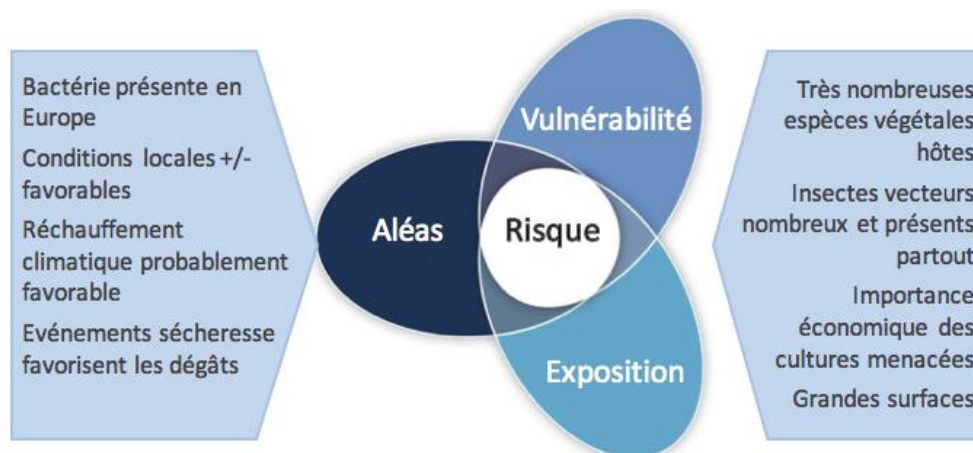 Bactérie présente en
Europe
Conditions locales +/-
favorables
Réchauffement
climatique probablement
favorable
Evénements sécheresse
favorisent les dégâts
Vulnérabilité
Aléas
Risque
Exposition
Très nombreuses
espèces végétales
hôtes
Insectes vecteurs
nombreux et présents
partout
Importance
économique des
cultures menacées
Grandes surfaces